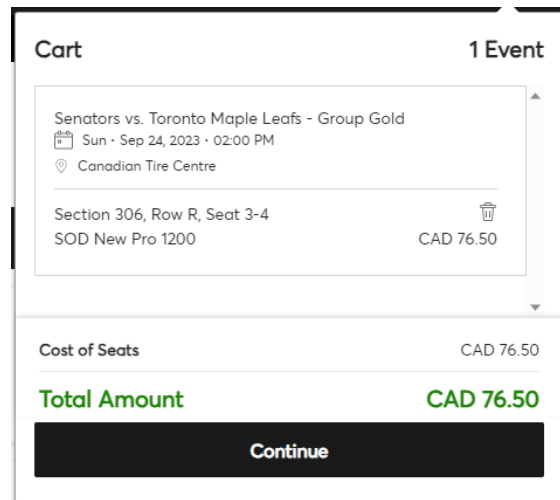 Cart 1 Event
Senators vs. Toronto Maple Leafs - Group Gold
Sun • Sep 24, 2023 • 02:00 PM
Canadian Tire Centre
Section 306, Row R, Seat 3-4
SOD New Pro 1200 CAD 76.50
Cost of Seats CAD 76.50
Total Amount CAD 76.50
Continue